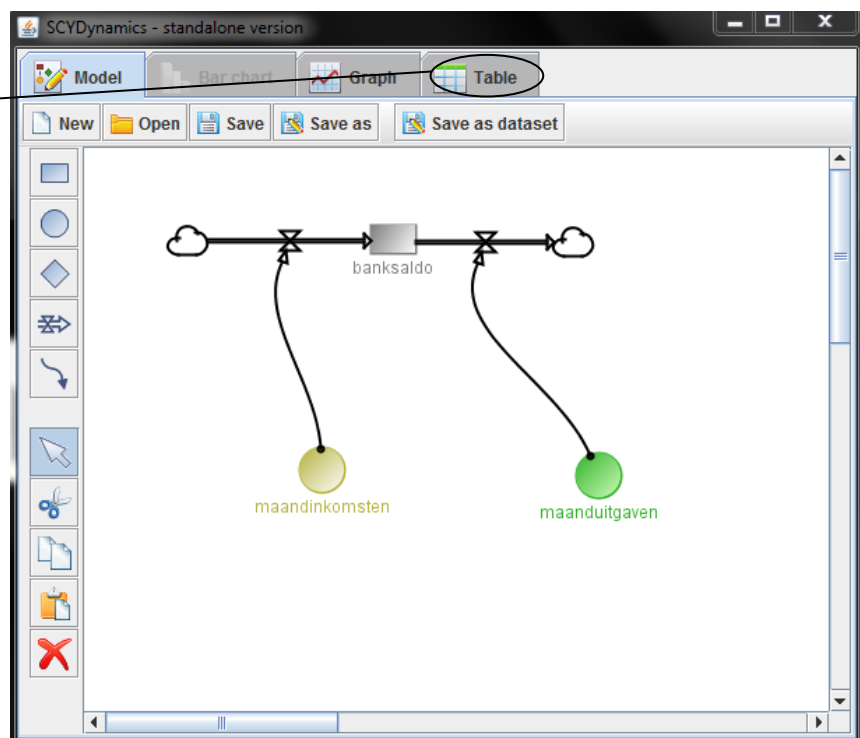 SCYDynamics - standalone version
Model Bar chart Graph Table
New Open Save Save as Save as dataset
banksaldo
maandinkomsten
maanduitgaven